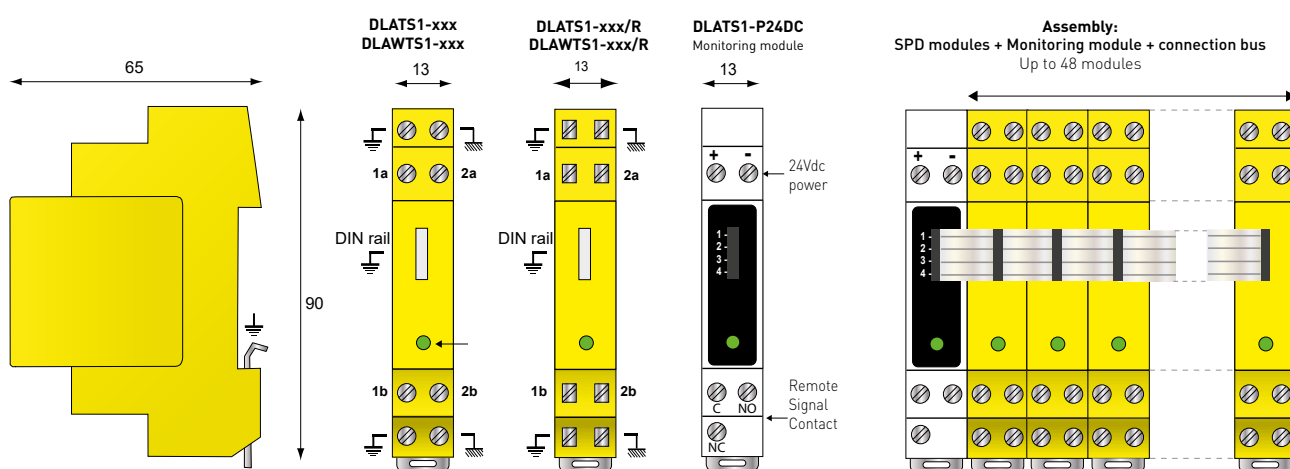 DLATS1-xxx
DLAWTS1-xxx
DLATS1-xxx/R
DLAWTS1-xxx/R
DLATS1-P24DC
Monitoring module
Assembly:
SPD modules + Monitoring module + connection bus
Up to 48 modules
65
13
13
13
90
1a
2a
DIN rail
1b
2b
1a
2a
DIN rail
1b
2b
+ -
24Vdc
power
1 -
2 -
3 -
4 -
C NO
NC
Remote
Signal
Contact
+ -
1 -
2 -
3 -
4 -